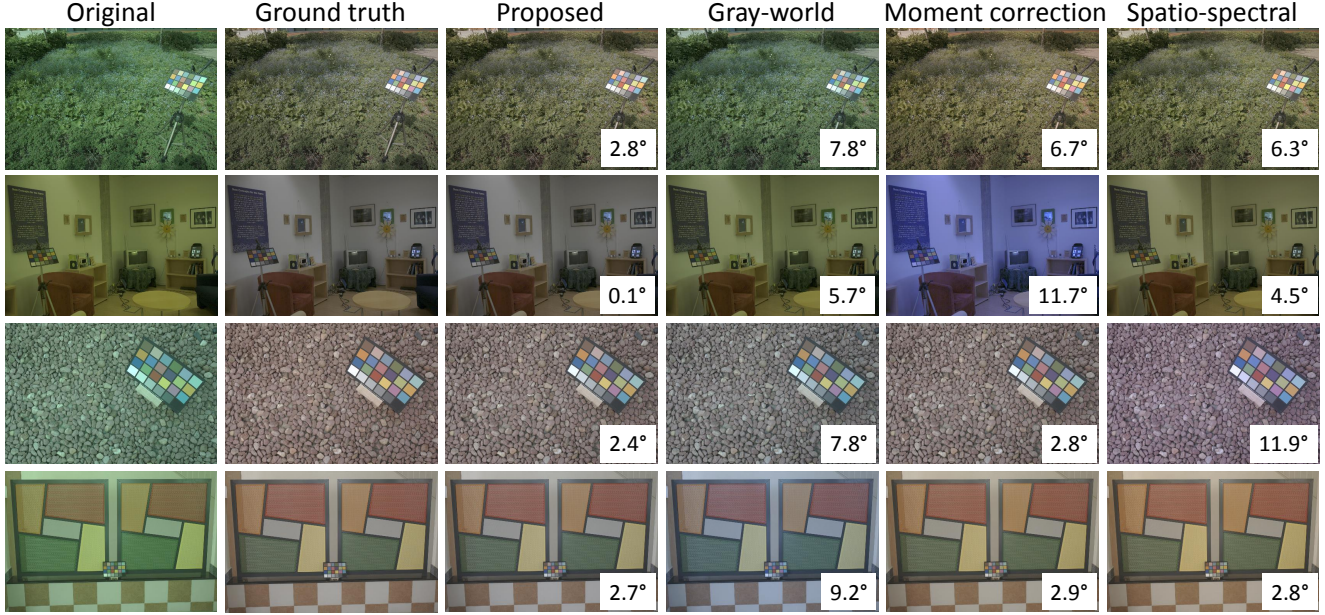 Original Ground truth Proposed Gray-world Moment correction Spatio-spectral
2.8° 7.8° 6.7° 6.3°
0.1° 5.7° 11.7° 4.5°
2.4° 7.8° 2.8° 11.9°
2.7° 9.2° 2.9° 2.8°